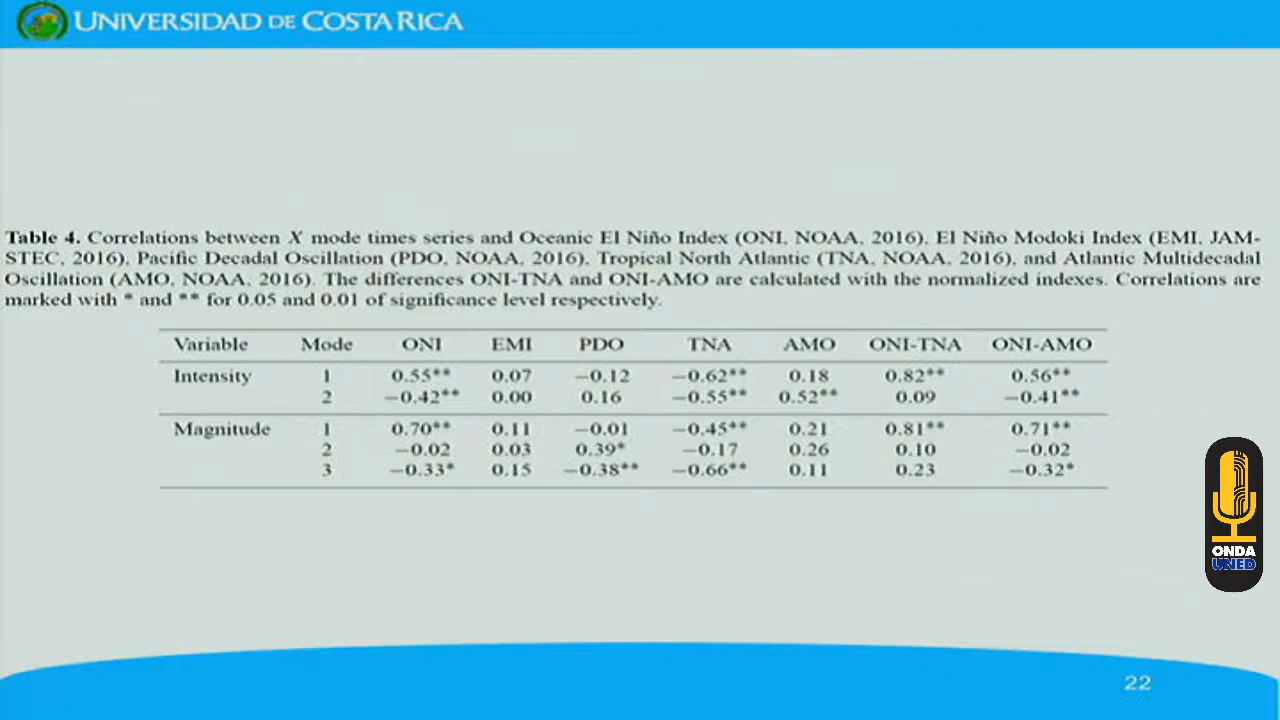 UNIVERSIDAD DE COSTA RICA
Table 4. Correlations between X mode times series and Oceanic El Niño Index (ONI, NOAA, 2016), El Niño Modoki Index (EMI, JAM-
STEC, 2016), Pacific Decadal Oscillation (PDO, NOAA, 2016), Tropical North Atlantic (TNA, NOAA, 2016), and Atlantic Multidecadal
Oscillation (AMO, NOAA, 2016). The differences ONI-TNA and ONI-AMO are calculated with the normalized indexes. Correlations are
marked with * and ** for 0.05 and 0.01 of significance level respectively.
Variable Mode ONI EMI PDO TNA AMO ONI-TNA ONI-AMO
Intensity 1 0.55** 0.07 −0.12 −0.62** 0.18 0.82** 0.56**
2 −0.42** 0.00 0.16 −0.55** 0.52** 0.09 −0.41**
Magnitude 1 0.70** 0.11 −0.01 −0.45** 0.21 0.81** 0.71**
2 −0.02 0.03 0.39* −0.17 0.26 0.10 −0.02
3 −0.33* 0.15 −0.38** −0.66** 0.11 0.23 −0.32*
ONDA
UNED
22